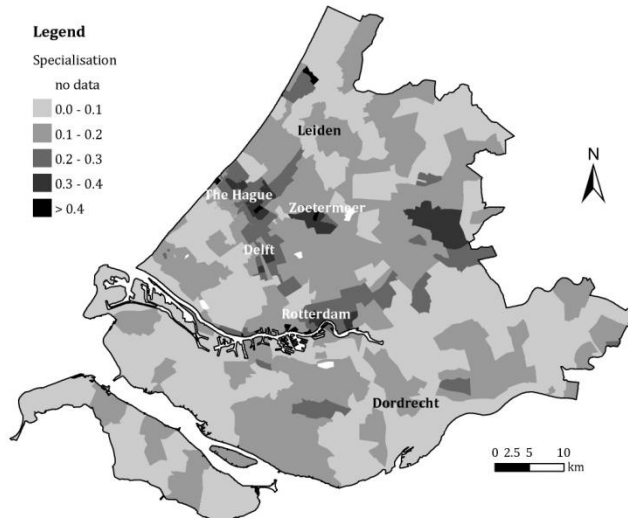 Legend
Specialisation
no data
0.0 - 0.1
0.1 - 0.2
0.2 - 0.3
0.3 - 0.4
> 0.4
Leiden
N
The Hague
Zoetermeer
Delft
Rotterdam
Dordrecht
0 2.5 5 10
km